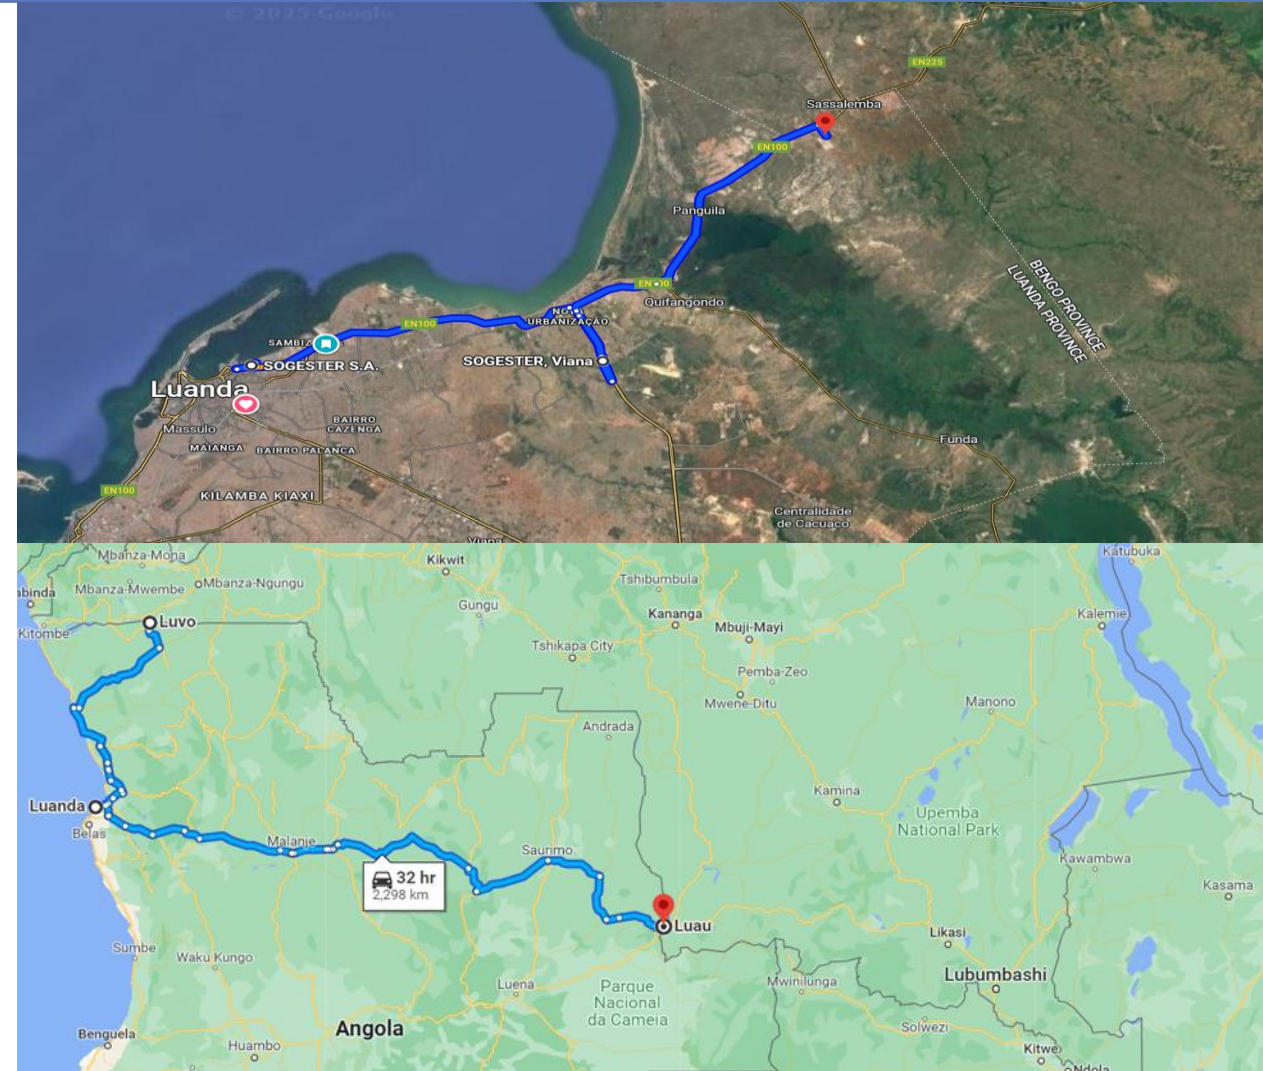 © 2025 Google
EN225
Sassalemba
EN100
Panguila
BENGO PROVINCE
LUANDA PROVINCE
Quifangondo
URBANIZAÇÃO
EN100
SOGESTER S.A.
SOGESTER, Viana
Luanda
Massulo
BAIRRO
CAZENGA
MAIANGA
BAIRRO PALANCA
Funda
EN100
KILAMBA KIAXI
Centralidade
de Cacuaco
Viana
Mbanza-Mona
Kikwit
Katubuka
Mbanza-Mwembe
Mbanza-Ngungu
Tshibumbula
abinda
Gungu
Kananga
Kalemie
Luvo
Mbuji-Mayi
Kitombe
Tshikapa City
Pemba-Zeo
Mwene-Ditu
Manono
Andrada
Kamina
Luanda
Upemba
National Park
Belas
Malanje
Saurimo
Kawambwa
32 hr
2,298 km
Kasama
Luau
Likasi
Sumbe
Waku Kungo
Lubumbashi
Luena
Parque
Nacional
da Cameia
Mwinilunga
Angola
Solwezi
Benguela
Huambo
Kitwe
Ndola